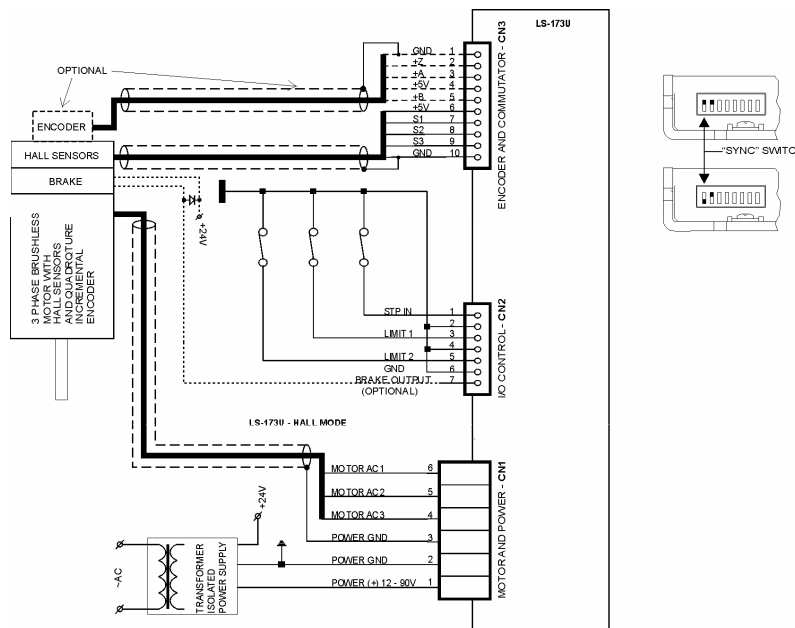 LS-173U
OPTIONAL
ENCODER
HALL SENSORS
BRAKE
3 PHASE BRUSHLESS
MOTOR WITH
HALL SENSORS
AND QUADRQTURE
INCREMENTAL
ENCODER
+24V
GND 1
+Z 2
+A 3
+5V 4
+B 5
+5V 6
S1 7
S2 8
S3 9
GND 10
ENCODER AND COMMUTATOR - CN3
"SYNC" SWITC
STP IN 1
2
LIMIT 1 3
4
LIMIT 2 5
GND 6
BRAKE OUTPUT 7
(OPTIONAL)
I/O CONTROL - CN2
LS-173U - HALL MODE
MOTOR AC1 6
MOTOR AC2 5
MOTOR AC3 4
POWER GND 3
POWER GND 2
POWER (+) 12 - 90V 1
MOTOR AND POWER - CN1
+24V
~AC
TRANSFORMER
ISOLATED
POWER SUPPLY